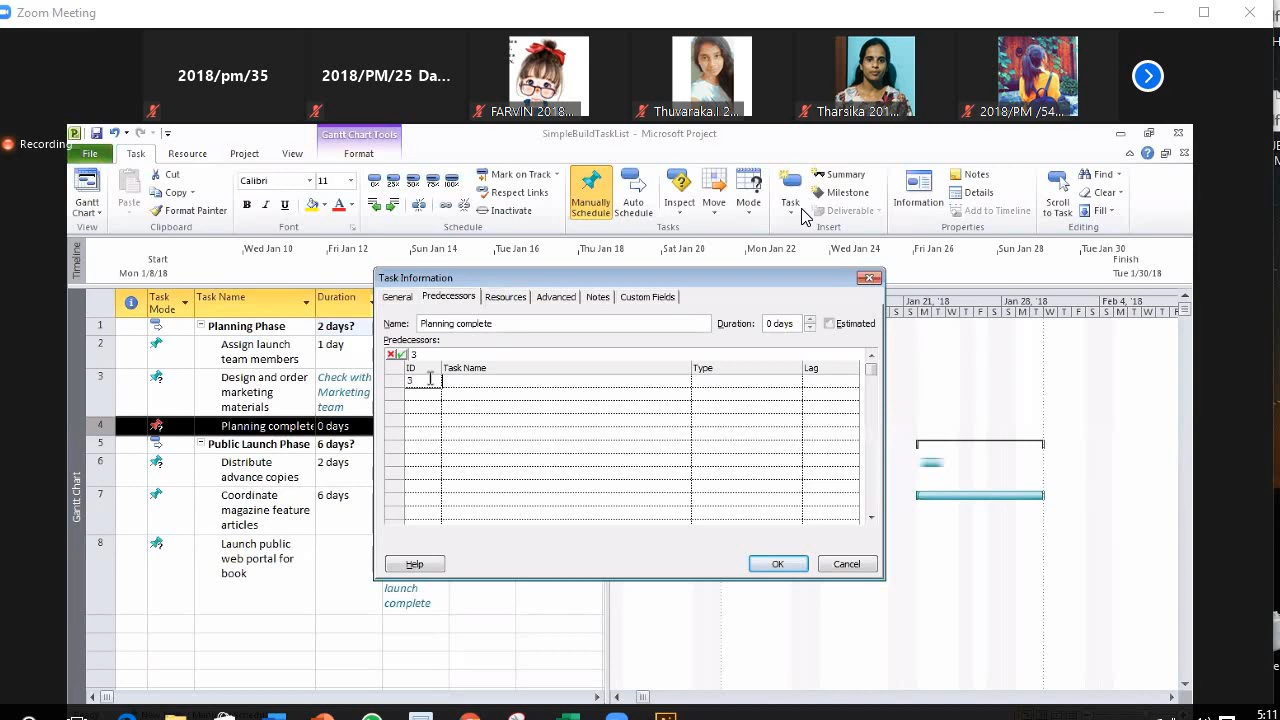 Zoom Meeting
2018/pm/35
2018/PM/25 Da...
FARVIN 2018...
Thuvaraka.I 2...
Tharsika 201...
2018/PM /54...
Recording
Gantt Chart Tools
SimpleBuildTaskList - Microsoft Project
File
Task
Resource
Project
View
Format
Gantt Chart
View
Paste
Cut
Copy
Format Painter
Clipboard
Calibri
11
B I U
Font
Mark on Track
Respect Links
Inactivate
Schedule
Manually Schedule
Auto Schedule
Inspect
Move
Mode
Tasks
Task
Summary
Milestone
Deliverable
Insert
Information
Notes
Details
Add to Timeline
Properties
Scroll to Task
Find
Clear
Fill
Editing
Timeline
Wed Jan 10
Fri Jan 12
Sun Jan 14
Tue Jan 16
Thu Jan 18
Sat Jan 20
Mon Jan 22
Wed Jan 24
Fri Jan 26
Sun Jan 28
Tue Jan 30
Start
Mon 1/8/18
Finish
Tue 1/30/18
Gantt Chart
Task Mode
Task Name
Duration
1 Planning Phase 2 days?
2 Assign launch team members 1 day
3 Design and order marketing materials Check with Marketing team
4 Planning complete 0 days
5 Public Launch Phase 6 days?
6 Distribute advance copies 2 days
7 Coordinate magazine feature articles 6 days
8 Launch public web portal for book
launch complete
Task Information
General
Predecessors
Resources
Advanced
Notes
Custom Fields
Name: Planning complete
Duration: 0 days
Estimated
Predecessors:
3
ID
Task Name
Type
Lag
3
Help
OK
Cancel
Jan 21, '18
Jan 28, '18
Feb 4, '18
S S M T W T F S S M T W T F S S M T W T
5:11